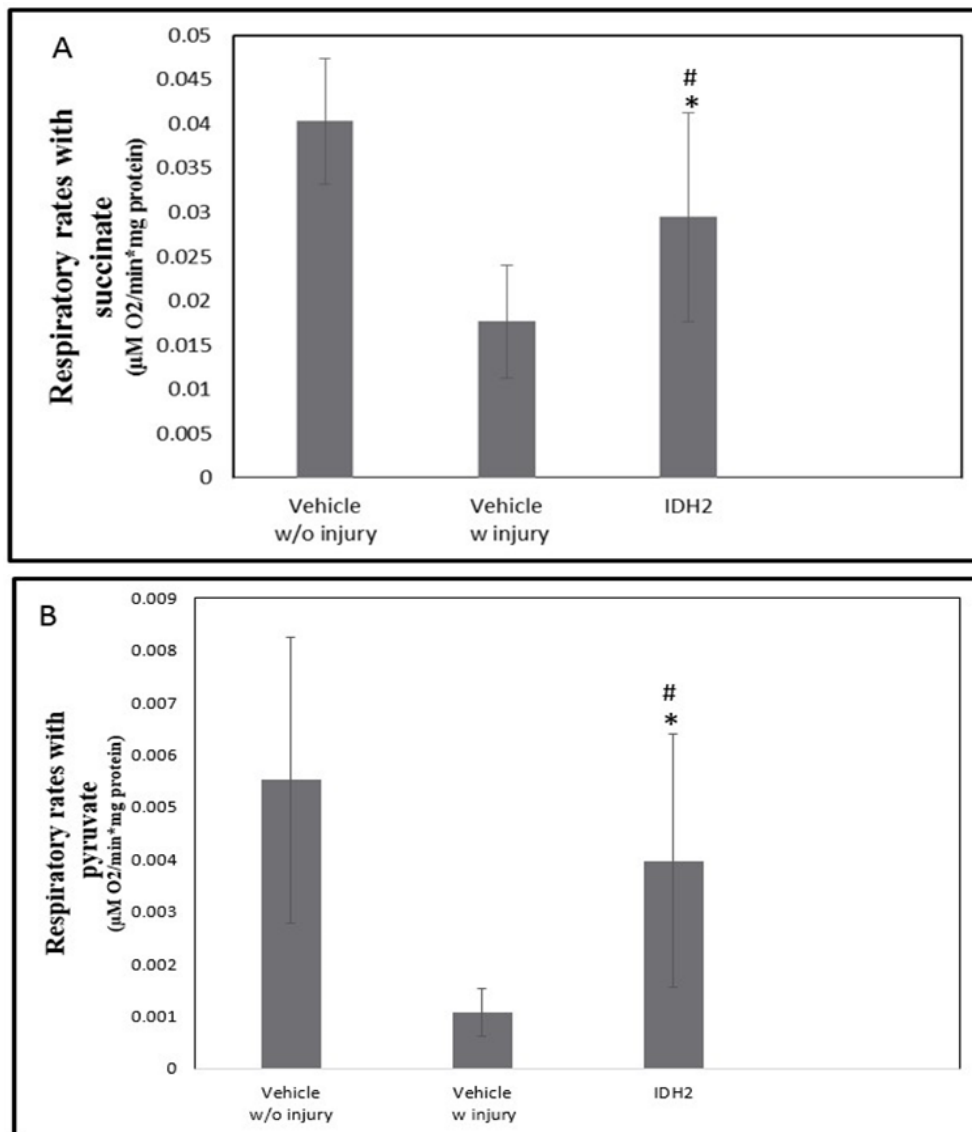 A
Respiratory rates with
succinate
(µM O2/min*mg protein)
0.05
0.045
0.04
0.035
0.03
0.025
0.02
0.015
0.01
0.005
0
#
*
Vehicle
w/o injury
Vehicle
w injury
IDH2
B
Respiratory rates with
pyruvate
(µM O2/min*mg protein)
0.009
0.008
0.007
0.006
0.005
0.004
0.003
0.002
0.001
0
#
*
Vehicle
w/o injury
Vehicle
w injury
IDH2